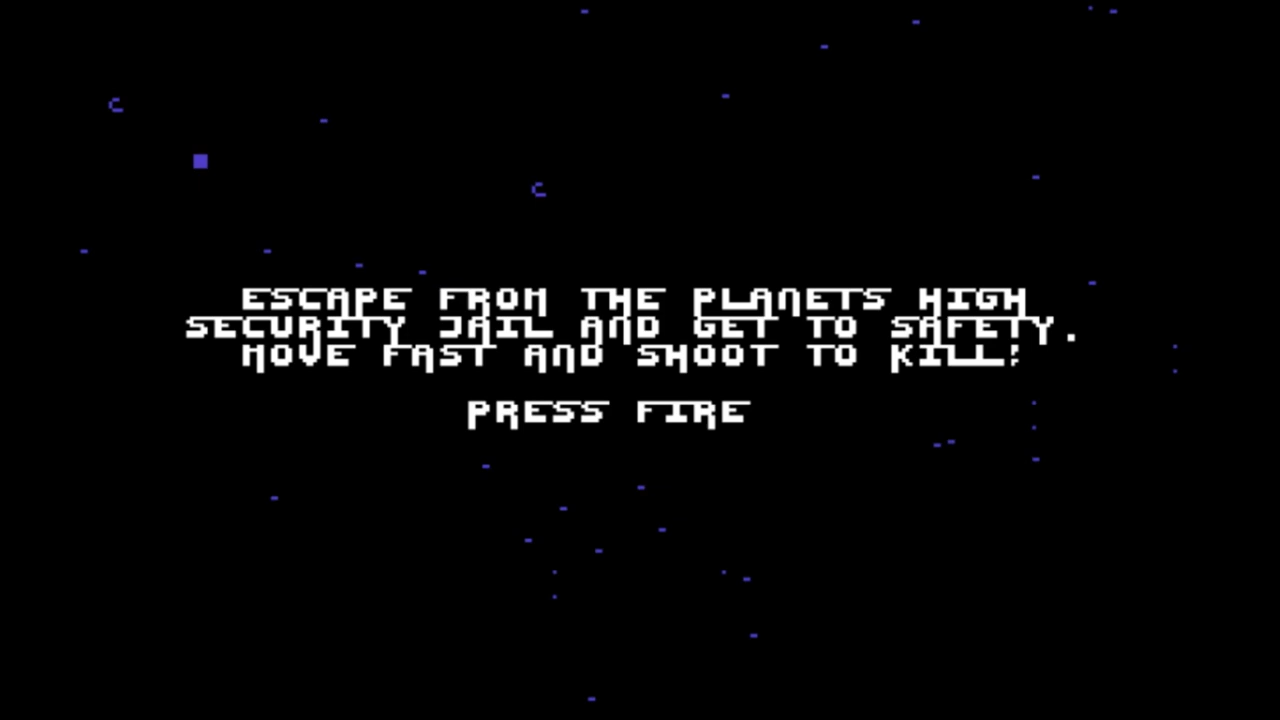 ESCAPE FROM THE PLANETS HIGH
SECURITY JAIL AND GET TO SAFETY.
MOVE FAST AND SHOOT TO KILL!
PRESS FIRE